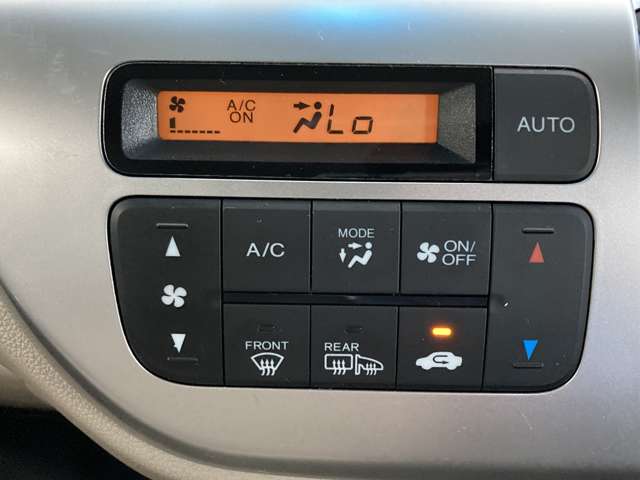 A/C
ON
Lo
AUTO
A/C
MODE
ON/
OFF
FRONT
REAR